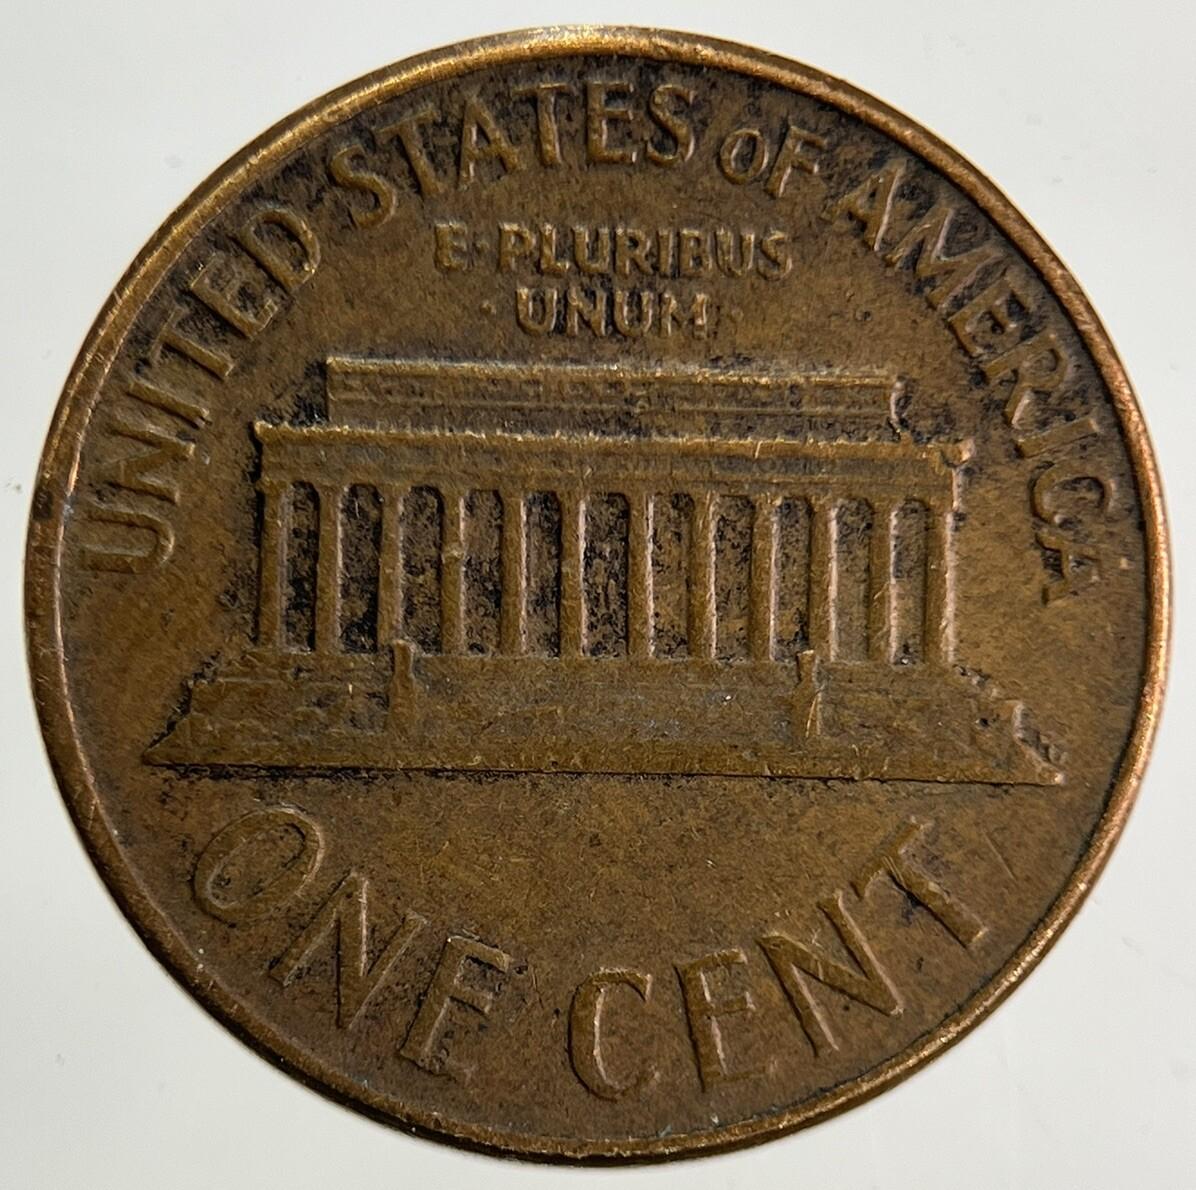 UNITED STATES OF AMERICA
E·PLURIBUS
·UNUM·
ONE CENT